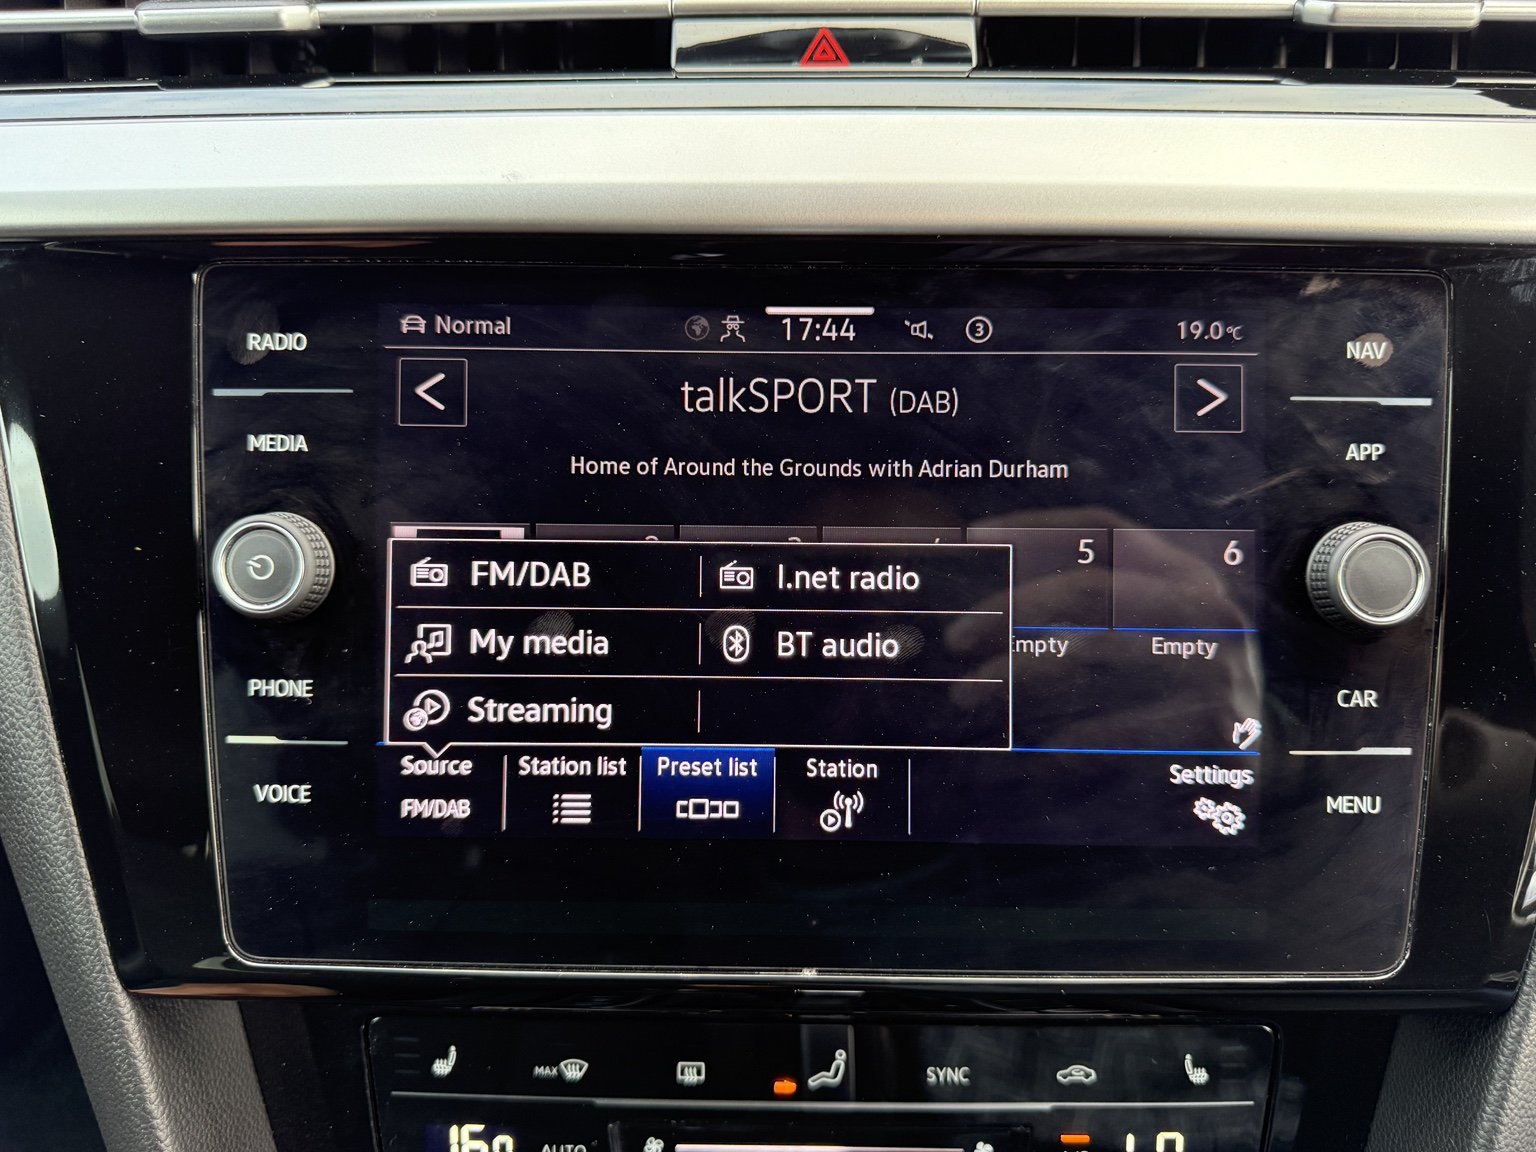 RADIO
MEDIA
PHONE
VOICE
Normal
17:44
3
19.0°C
talkSPORT (DAB)
Home of Around the Grounds with Adrian Durham
5
6
Empty
FM/DAB
I.net radio
My media
BT audio
Streaming
Source
FM/DAB
Station list
Preset list
Station
Settings
NAV
APP
CAR
MENU
MAX
SYNC
AUTO